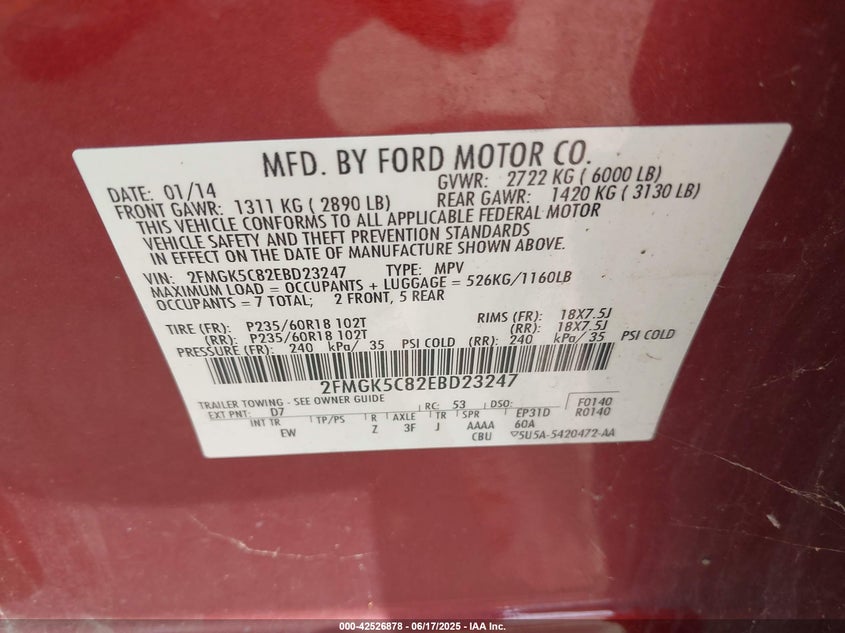 MFD. BY FORD MOTOR CO.
DATE: 01/14 GVWR: 2722 KG ( 6000 LB)
FRONT GAWR: 1311 KG ( 2890 LB) REAR GAWR: 1420 KG ( 3130 LB)
THIS VEHICLE CONFORMS TO ALL APPLICABLE FEDERAL MOTOR
VEHICLE SAFETY AND THEFT PREVENTION STANDARDS
IN EFFECT ON THE DATE OF MANUFACTURE SHOWN ABOVE.
VIN: 2FMGK5C82EBD23247 TYPE: MPV
MAXIMUM LOAD = OCCUPANTS + LUGGAGE = 526KG/1160LB
OCCUPANTS = 7 TOTAL; 2 FRONT, 5 REAR
TIRE (FR): P235/60R18 102T RIMS (FR): 18X7.5J
(RR): P235/60R18 102T (RR): 18X7.5J
PRESSURE (FR): 240 kPa/ 35 PSI COLD (RR): 240 kPa/ 35 PSI COLD
2FMGK5C82EBD23247
TRAILER TOWING - SEE OWNER GUIDE
EXT PNT: D7 RC: 53 DSO: F0140
INT TR TP/PS R AXLE TR SPR EP31D R0140
EW Z 3F J AAAA 60A
CBU 5U5A-5420472-AA
000-42526878 - 06/17/2025 - IAA Inc.